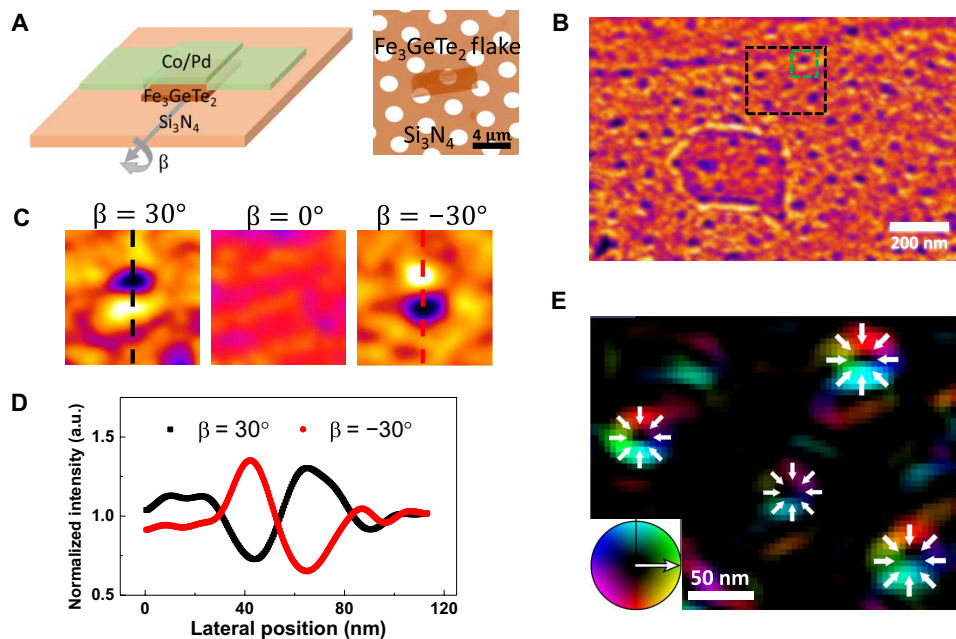 A
Co/Pd
Fe₃GeTe₂
Si₃N₄
β
Fe₃GeTe₂ flake
Si₃N₄
4 μm
B
200 nm
C
β = 30°
β = 0°
β = −30°
D
Normalized intensity (a.u.)
1.5
1.0
0.5
β = 30°
β = −30°
0
40
80
120
Lateral position (nm)
E
50 nm